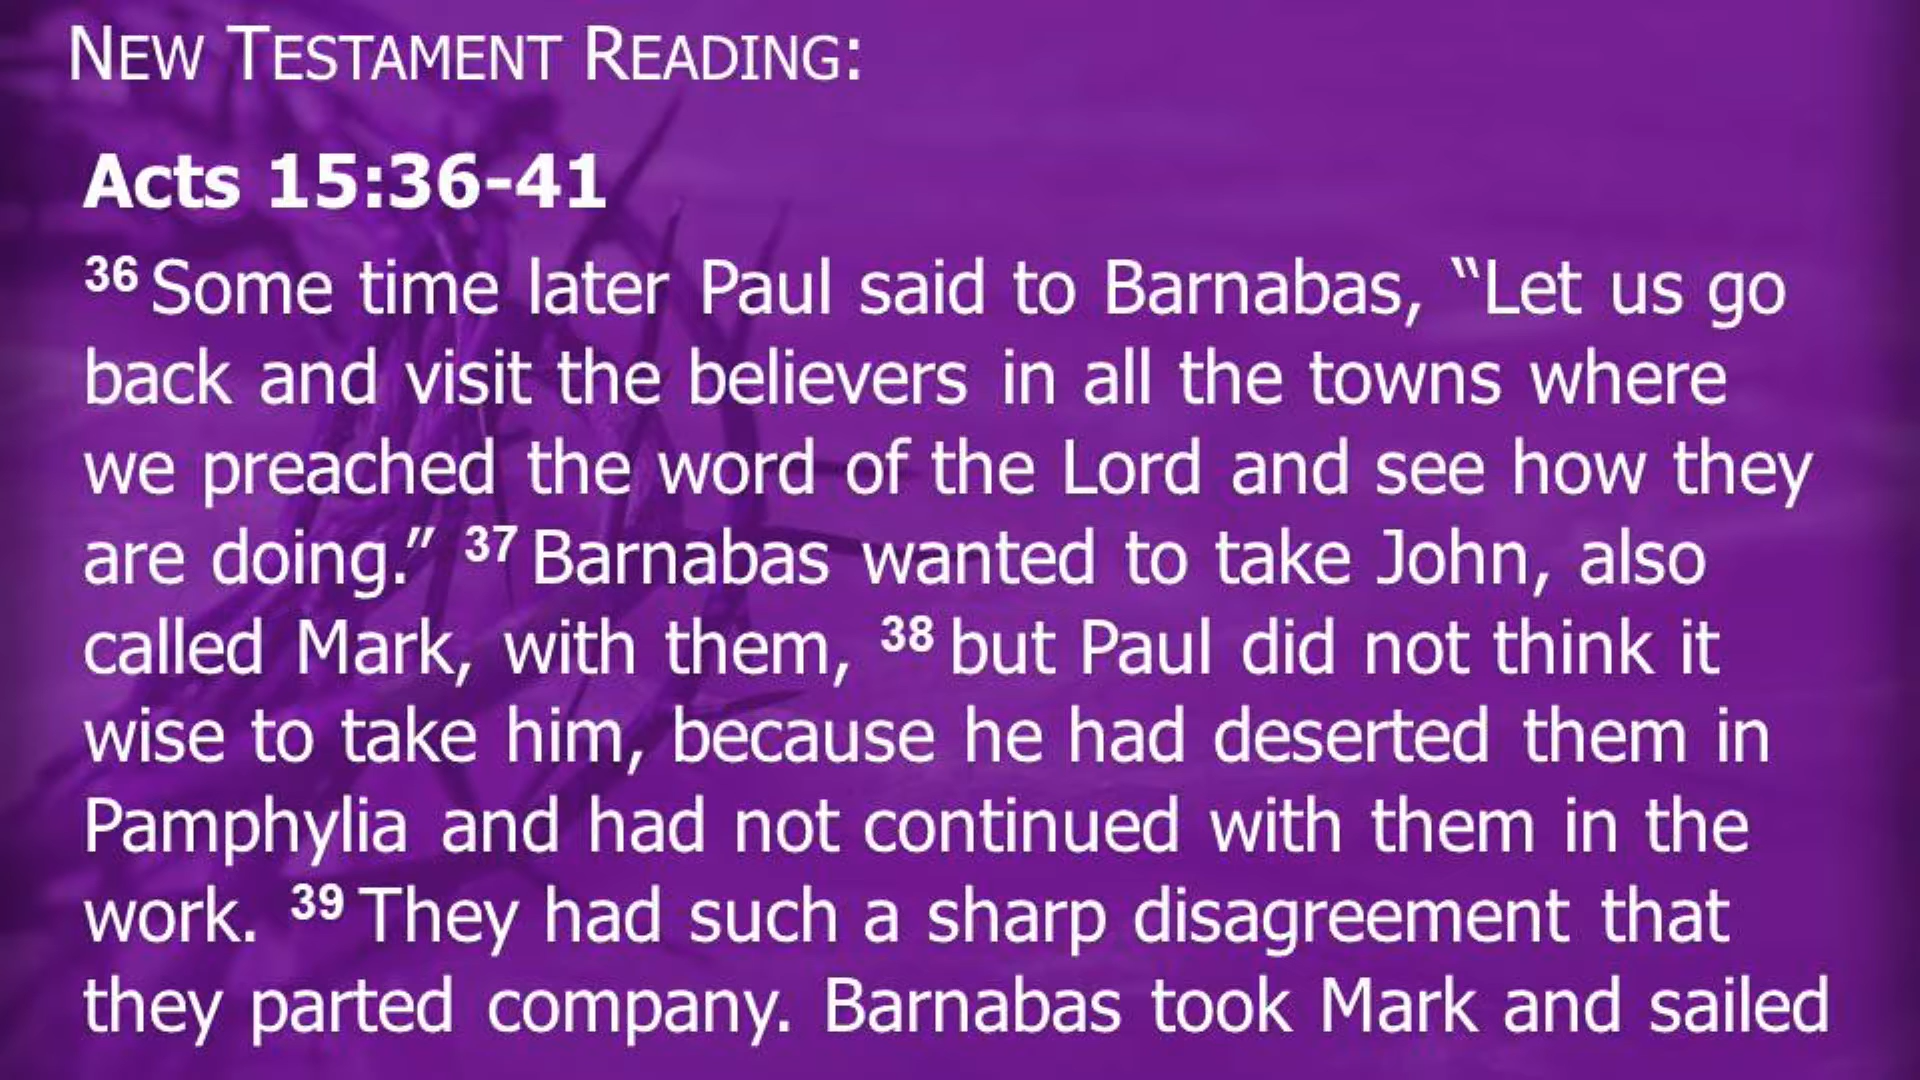 NEW TESTAMENT READING:
Acts 15:36-41
36 Some time later Paul said to Barnabas, “Let us go
back and visit the believers in all the towns where
we preached the word of the Lord and see how they
are doing.” 37 Barnabas wanted to take John, also
called Mark, with them, 38 but Paul did not think it
wise to take him, because he had deserted them in
Pamphylia and had not continued with them in the
work. 39 They had such a sharp disagreement that
they parted company. Barnabas took Mark and sailed